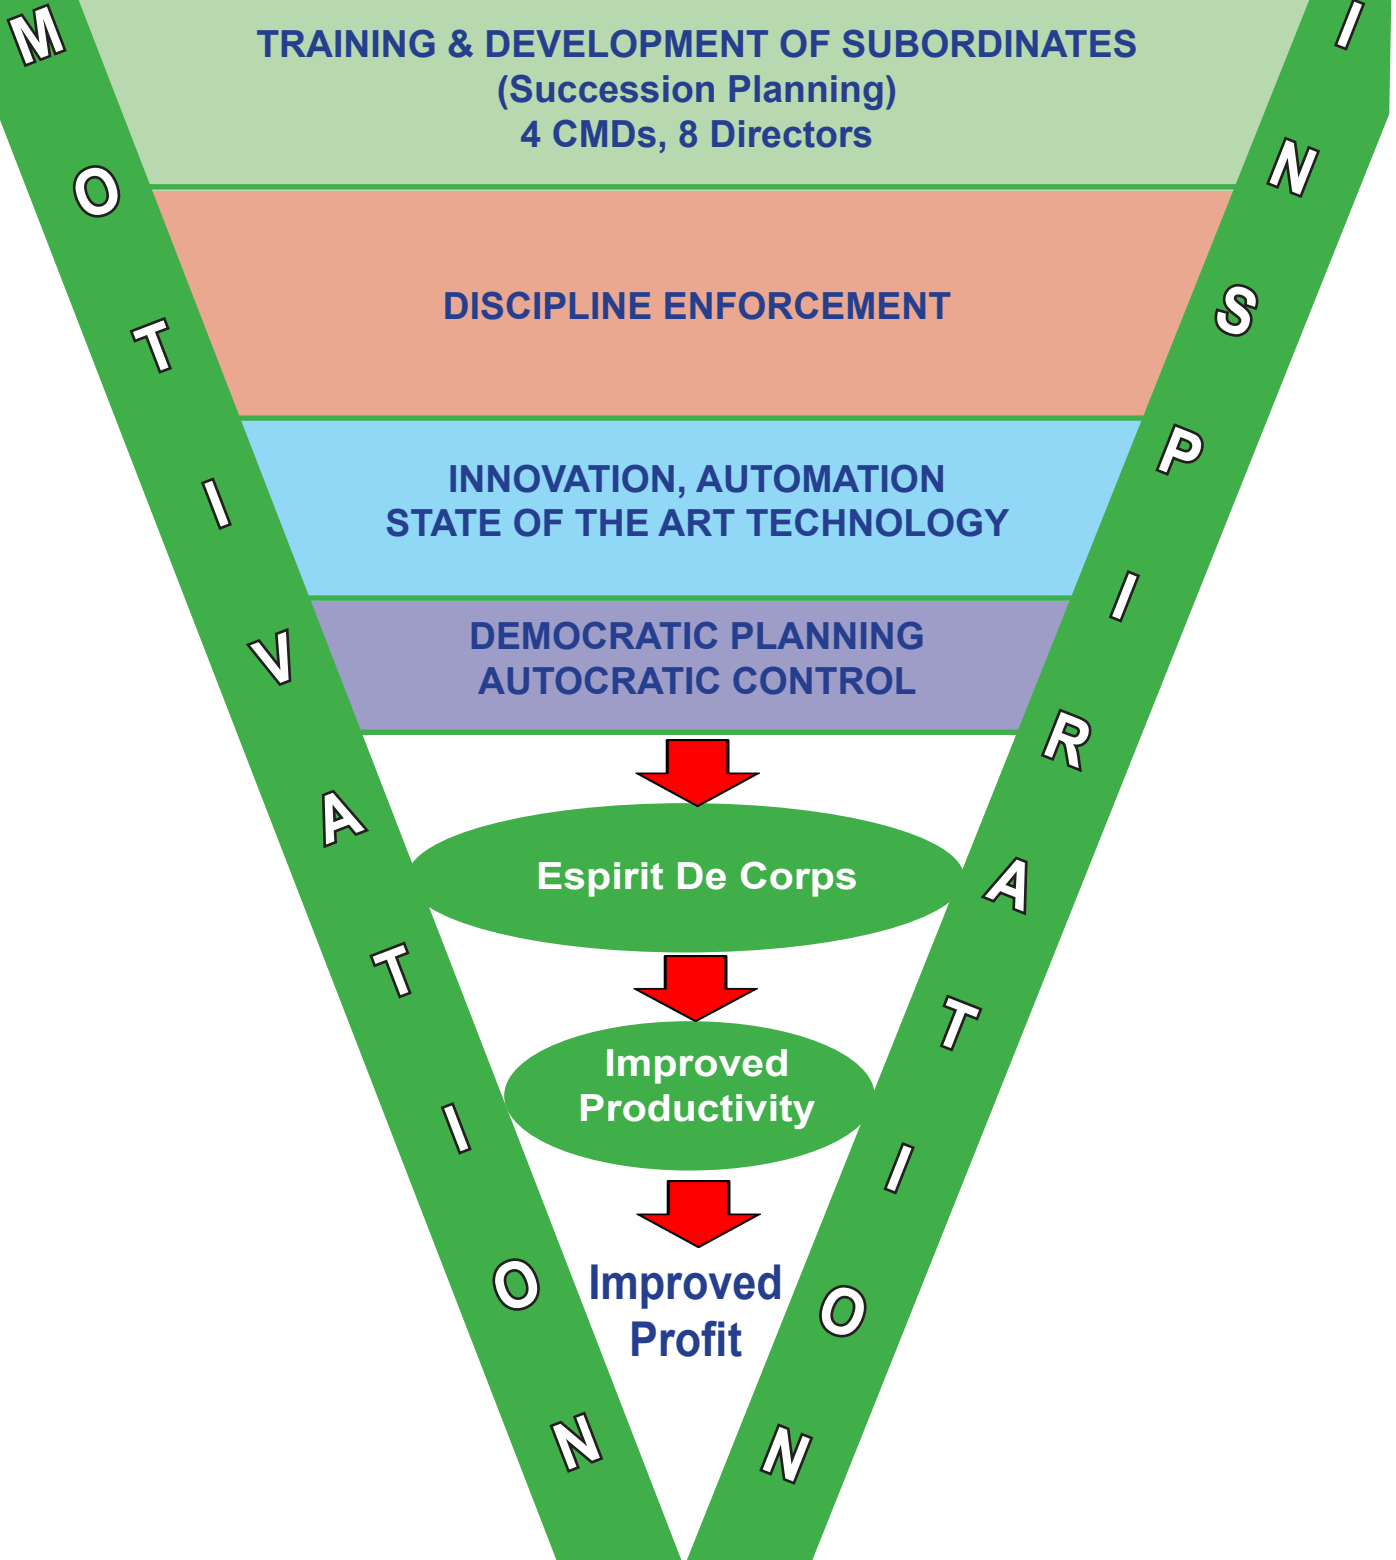 TRAINING & DEVELOPMENT OF SUBORDINATES
(Succession Planning)
4 CMDs, 8 Directors
DISCIPLINE ENFORCEMENT
INNOVATION, AUTOMATION
STATE OF THE ART TECHNOLOGY
DEMOCRATIC PLANNING
AUTOCRATIC CONTROL
Espirit De Corps
Improved
Productivity
Improved
Profit
MOTIVATION
INSPIRATION